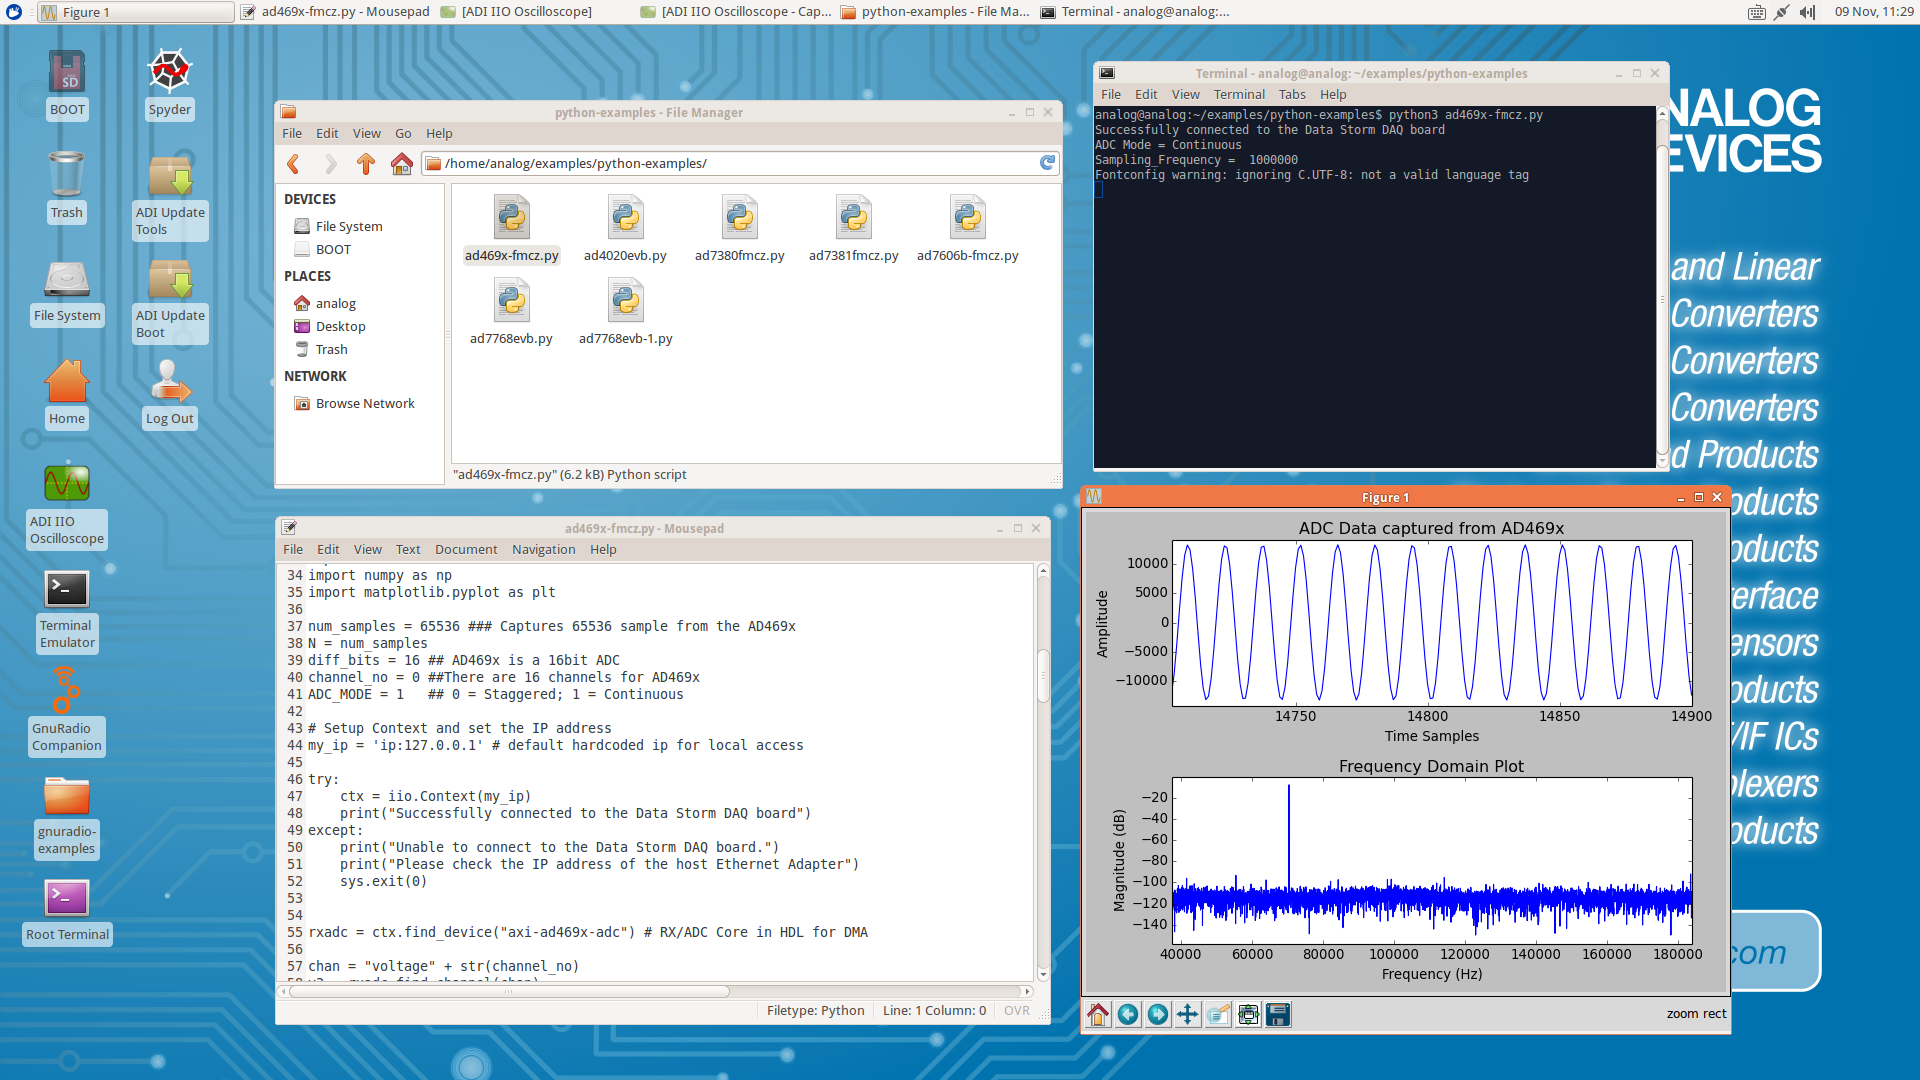 Figure 1
ad469x-fmcz.py - Mousepad
[ADI IIO Oscilloscope]
[ADI IIO Oscilloscope - Cap...
python-examples - File Ma...
Terminal - analog@analog:...
09 Nov, 11:29
BOOT
Spyder
Trash
ADI Update
Tools
File System
ADI Update
Boot
Home
Log Out
ADI IIO
Oscilloscope
Terminal
Emulator
GnuRadio
Companion
gnuradio-
examples
Root Terminal
python-examples - File Manager
File Edit View Go Help
/home/analog/examples/python-examples/
DEVICES
File System
BOOT
PLACES
analog
Desktop
Trash
NETWORK
Browse Network
ad469x-fmcz.py
ad4020evb.py
ad7380fmcz.py
ad7381fmcz.py
ad7606b-fmcz.py
ad7768evb.py
ad7768evb-1.py
"ad469x-fmcz.py" (6.2 kB) Python script
Terminal - analog@analog: ~/examples/python-examples
File Edit View Terminal Tabs Help
analog@analog:~/examples/python-examples$ python3 ad469x-fmcz.py
Successfully connected to the Data Storm DAQ board
ADC Mode = Continuous
Sampling_Frequency =  1000000
Fontconfig warning: ignoring C.UTF-8: not a valid language tag
NALOG
EVICES
and Linear
Converters
Converters
Converters
d Products
oducts
oducts
erface
ensors
oducts
/IF ICs
lexers
oducts
com
ad469x-fmcz.py - Mousepad
File Edit View Text Document Navigation Help
34 import numpy as np
35 import matplotlib.pyplot as plt
36
37 num_samples = 65536 ### Captures 65536 sample from the AD469x
38 N = num_samples
39 diff_bits = 16 ## AD469x is a 16bit ADC
40 channel_no = 0 ##There are 16 channels for AD469x
41 ADC_MODE = 1   ## 0 = Staggered; 1 = Continuous
42
43 # Setup Context and set the IP address
44 my_ip = 'ip:127.0.0.1' # default hardcoded ip for local access
45
46 try:
47     ctx = iio.Context(my_ip)
48     print("Successfully connected to the Data Storm DAQ board")
49 except:
50     print("Unable to connect to the Data Storm DAQ board.")
51     print("Please check the IP address of the host Ethernet Adapter")
52     sys.exit(0)
53
54
55 rxadc = ctx.find_device("axi-ad469x-adc") # RX/ADC Core in HDL for DMA
56
57 chan = "voltage" + str(channel_no)
Filetype: Python
Line: 1 Column: 0
OVR
Figure 1
ADC Data captured from AD469x
Amplitude
10000
5000
0
−5000
−10000
14750 14800 14850 14900
Time Samples
Frequency Domain Plot
Magnitude (dB)
−20
−40
−60
−80
−100
−120
−140
40000 60000 80000 100000 120000 140000 160000 180000
Frequency (Hz)
zoom rect